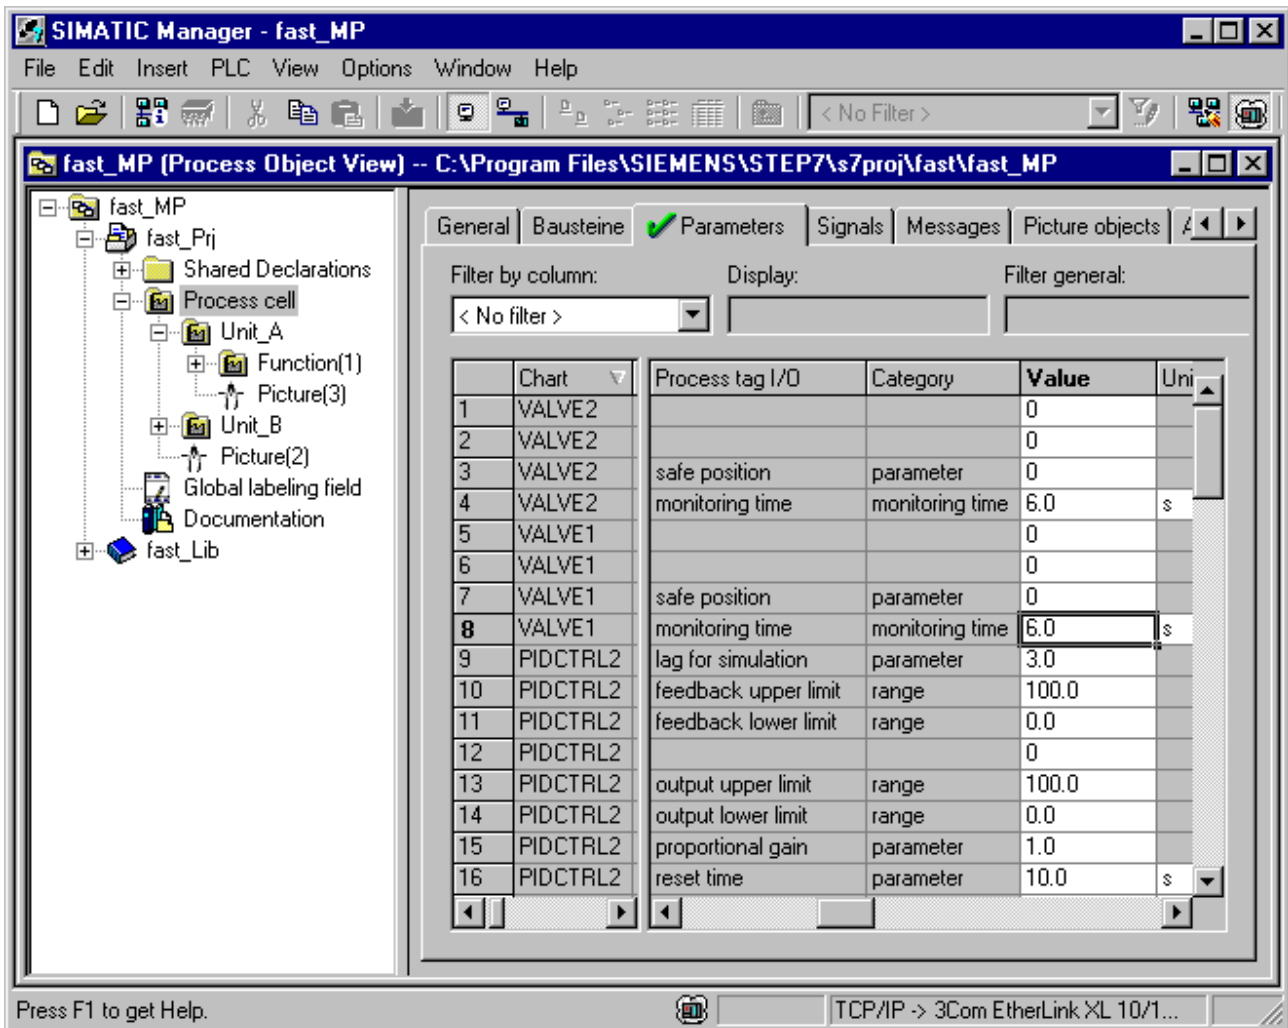 SIMATIC Manager - fast_MP
File Edit Insert PLC View Options Window Help
< No Filter >
fast_MP (Process Object View) -- C:\Program Files\SIEMENS\STEP7\s7proj\fast\fast_MP
fast_MP
fast_Prj
Shared Declarations
Process cell
Unit_A
Function(1)
Picture(3)
Unit_B
Picture(2)
Global labeling field
Documentation
fast_Lib
General Bausteine Parameters Signals Messages Picture objects
Filter by column: Display: Filter general:
< No filter >
Chart Process tag I/O Category Value Uni
1 VALVE2 0
2 VALVE2 0
3 VALVE2 safe position parameter 0
4 VALVE2 monitoring time monitoring time 6.0 s
5 VALVE1 0
6 VALVE1 0
7 VALVE1 safe position parameter 0
8 VALVE1 monitoring time monitoring time 6.0 s
9 PIDCTRL2 lag for simulation parameter 3.0
10 PIDCTRL2 feedback upper limit range 100.0
11 PIDCTRL2 feedback lower limit range 0.0
12 PIDCTRL2 0
13 PIDCTRL2 output upper limit range 100.0
14 PIDCTRL2 output lower limit range 0.0
15 PIDCTRL2 proportional gain parameter 1.0
16 PIDCTRL2 reset time parameter 10.0 s
Press F1 to get Help.
TCP/IP -> 3Com EtherLink XL 10/1...